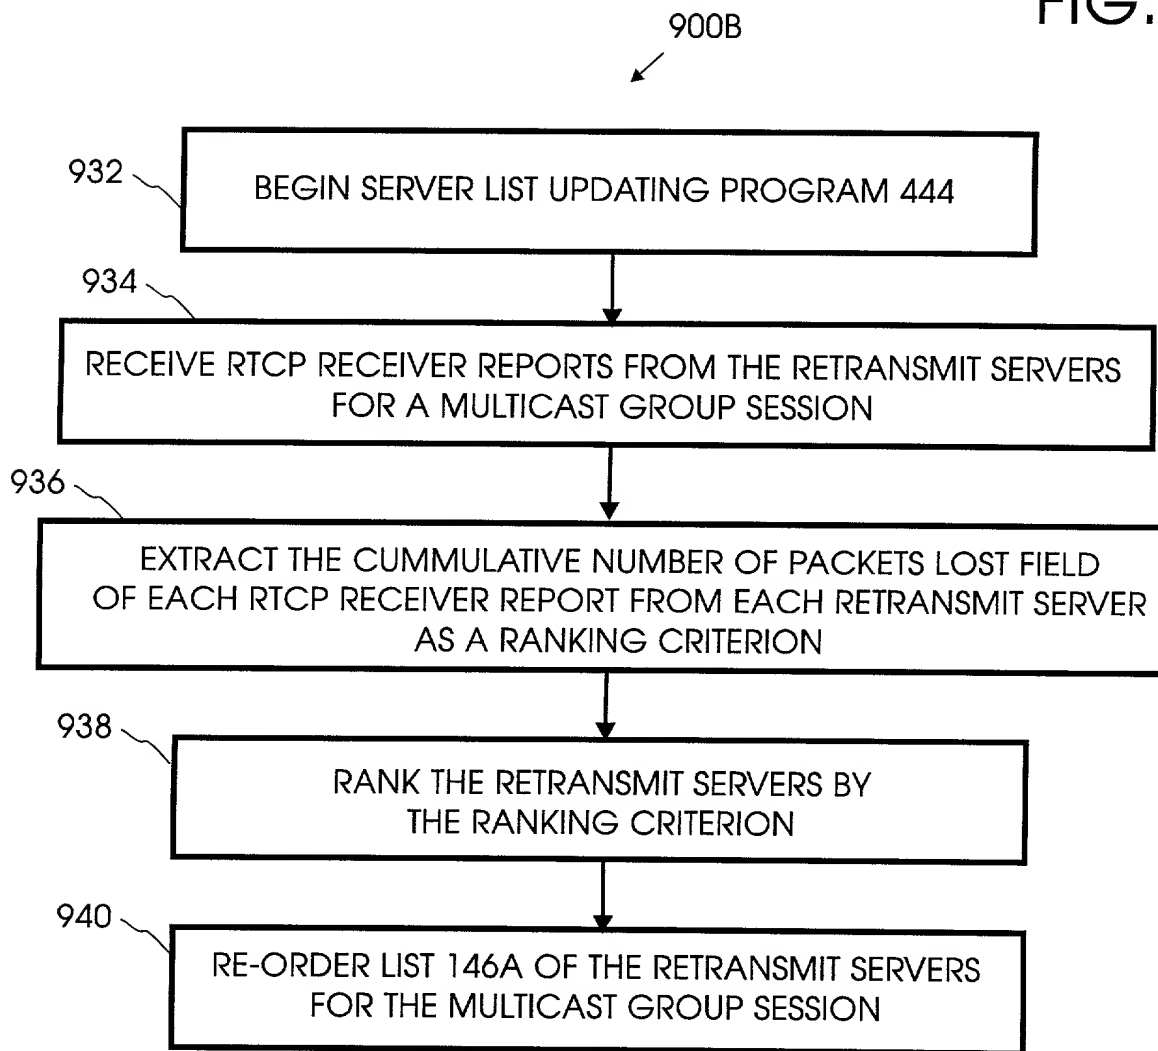 FIG.
900B
932
BEGIN SERVER LIST UPDATING PROGRAM 444
934
RECEIVE RTCP RECEIVER REPORTS FROM THE RETRANSMIT SERVERS
FOR A MULTICAST GROUP SESSION
936
EXTRACT THE CUMMULATIVE NUMBER OF PACKETS LOST FIELD
OF EACH RTCP RECEIVER REPORT FROM EACH RETRANSMIT SERVER
AS A RANKING CRITERION
938
RANK THE RETRANSMIT SERVERS BY
THE RANKING CRITERION
940
RE-ORDER LIST 146A OF THE RETRANSMIT SERVERS
FOR THE MULTICAST GROUP SESSION